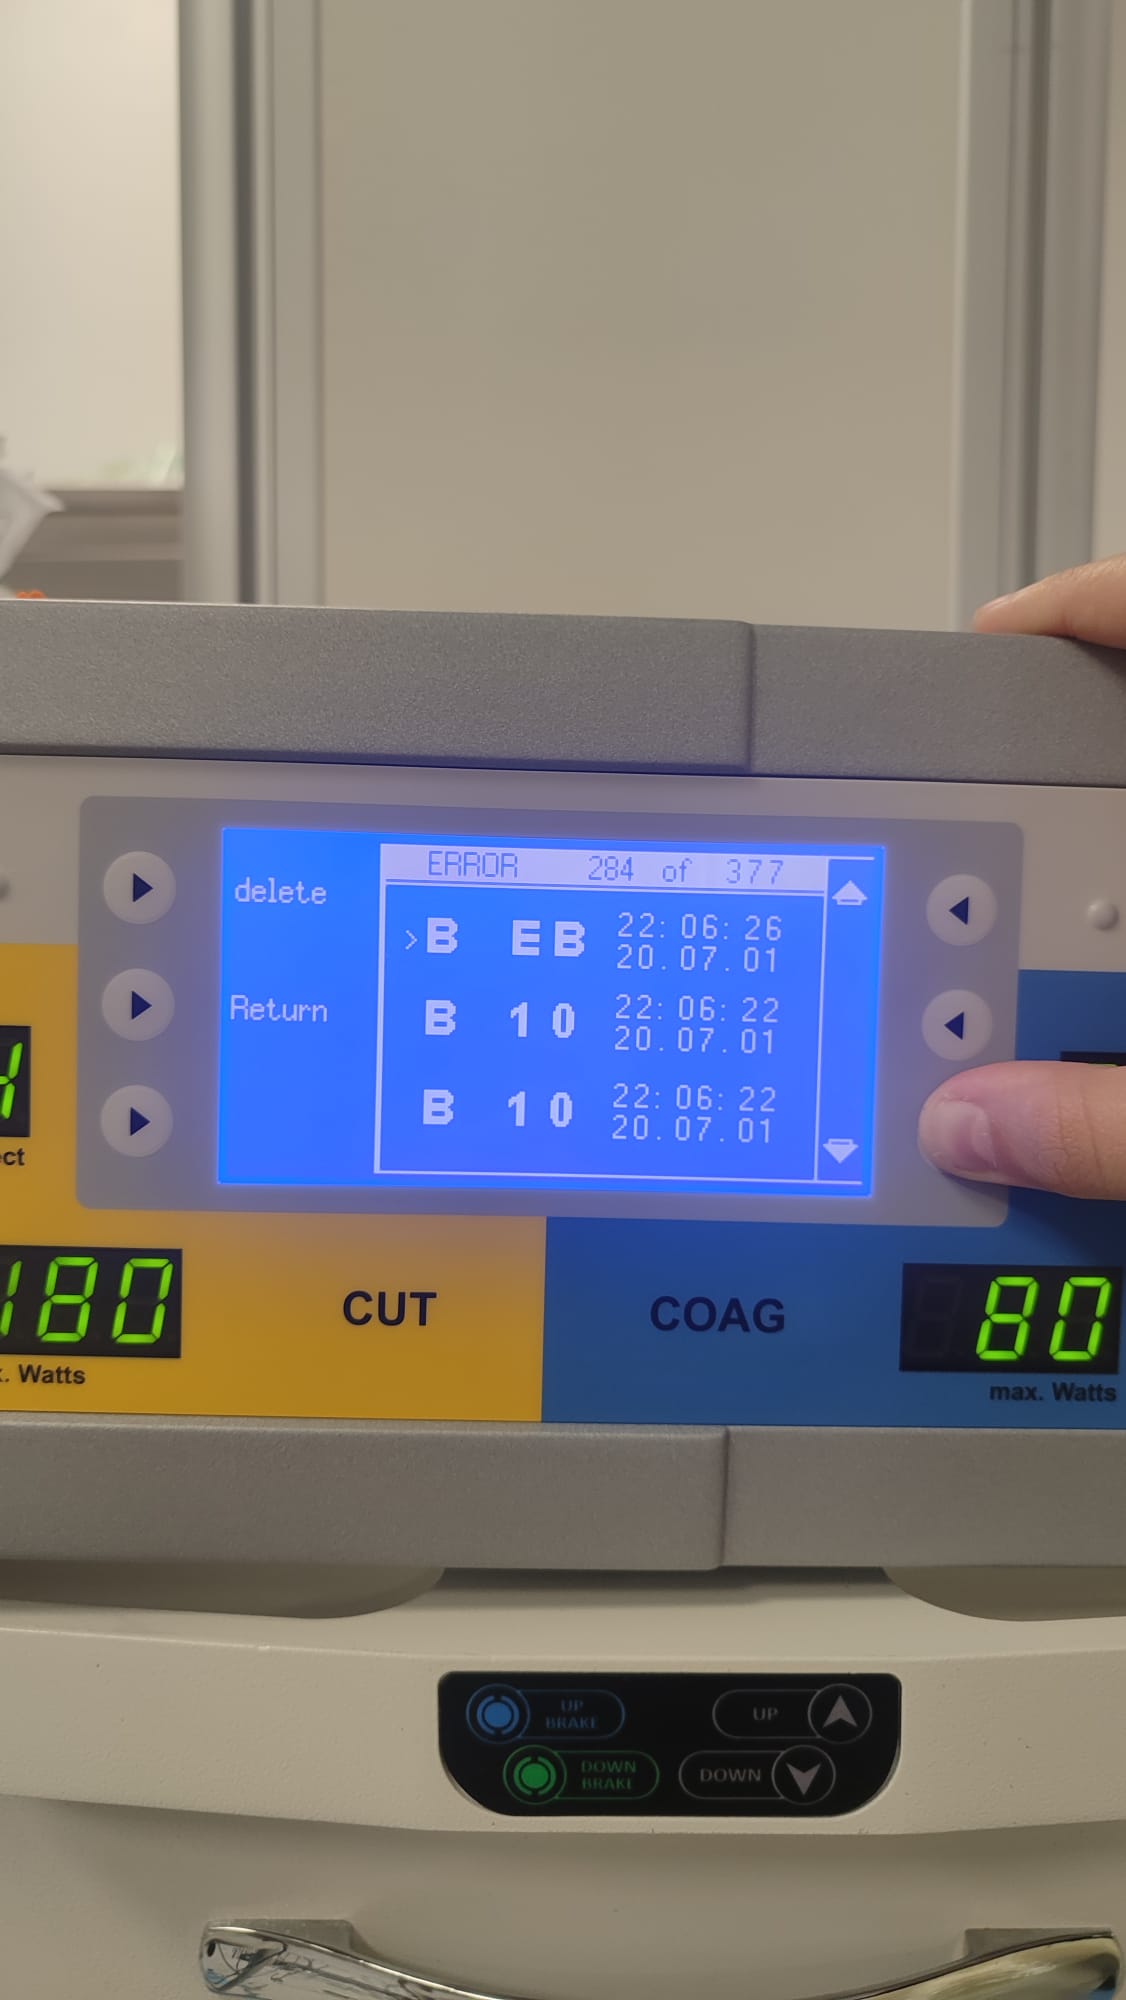 ERROR 284 of 377
delete
>B EB 22:06:26
20.07.01
Return
B 10 22:06:22
20.07.01
B 10 22:06:22
20.07.01
ct
180
CUT
COAG
80
. Watts
max. Watts
UP
BRAKE
UP
DOWN
BRAKE
DOWN